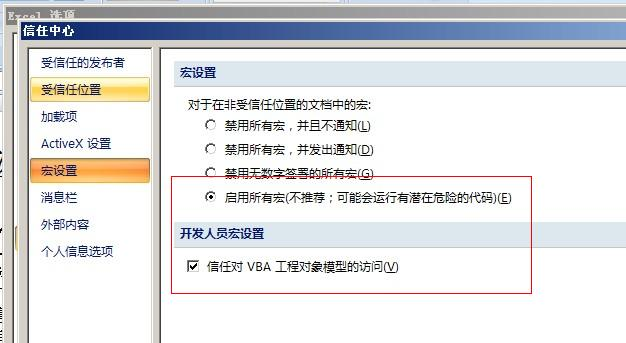 Excel 选项
信任中心
受信任的发布者
受信任位置
加载项
ActiveX 设置
宏设置
消息栏
外部内容
个人信息选项
宏设置
对于在非受信任位置的文档中的宏:
禁用所有宏，并且不通知(L)
禁用所有宏，并发出通知(D)
禁用无数字签署的所有宏(G)
启用所有宏(不推荐；可能会运行有潜在危险的代码)(E)
开发人员宏设置
信任对 VBA 工程对象模型的访问(V)